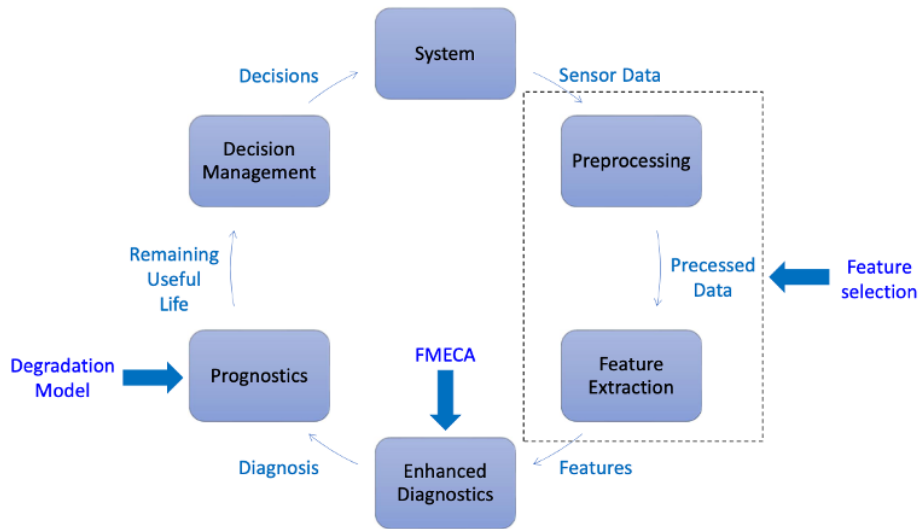 System
Decisions
Sensor Data
Decision
Management
Preprocessing
Remaining
Useful
Life
Precessed
Data
Feature
selection
Degradation
Model
Prognostics
FMECA
Feature
Extraction
Diagnosis
Enhanced
Diagnostics
Features